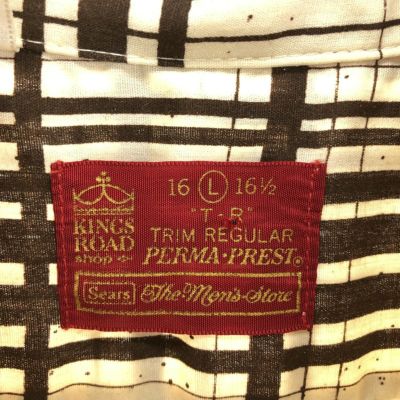 KINGS
ROAD
shop
16 L 16½
"T-R"
TRIM REGULAR
PERMA-PREST®
Sears The Men's Store